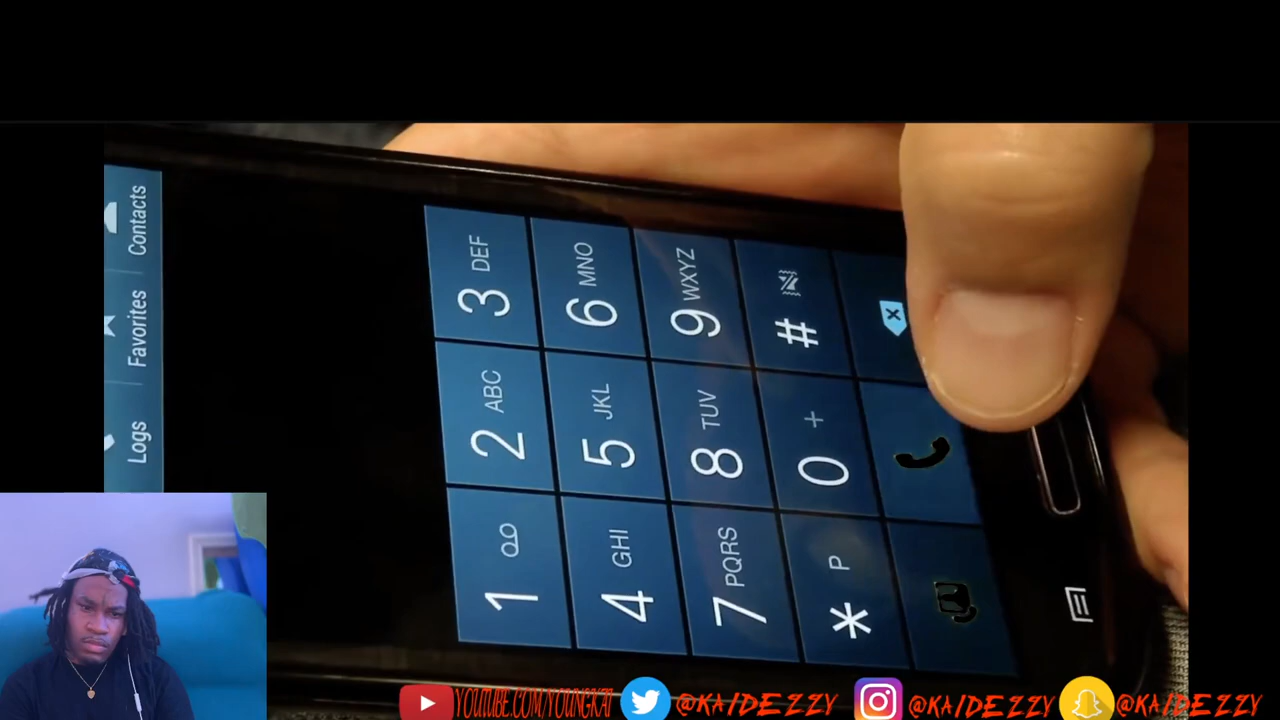 Logs Favorites Contacts
1
2 ABC
3 DEF
4 GHI
5 JKL
6 MNO
7 PQRS
8 TUV
9 WXYZ
* P
0 +
#
YOUTUBE.COM/YOUNGKAI @KAIDEZZY @KAIDEZZY @KAIDEZZY